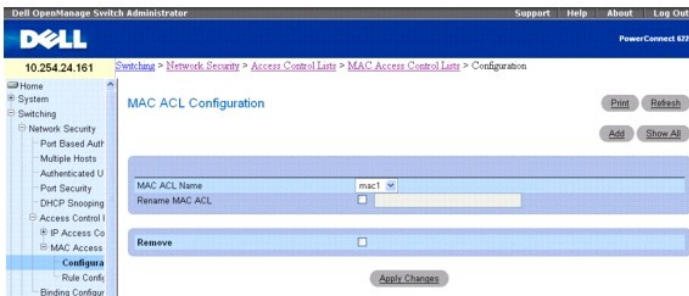 Dell OpenManage Switch Administrator
Support Help About Log Out
DELL
PowerConnect 622
10.254.24.161
Switching > Network Security > Access Control Lists > MAC Access Control Lists > Configuration
Home
System
Switching
Network Security
Port Based Auth
Multiple Hosts
Authenticated U
Port Security
DHCP Snooping
Access Control l
IP Access Co
MAC Access
Configura
Rule Config
Binding Configur
MAC ACL Configuration
Print Refresh
Add Show All
MAC ACL Name mac1
Rename MAC ACL
Remove
Apply Changes